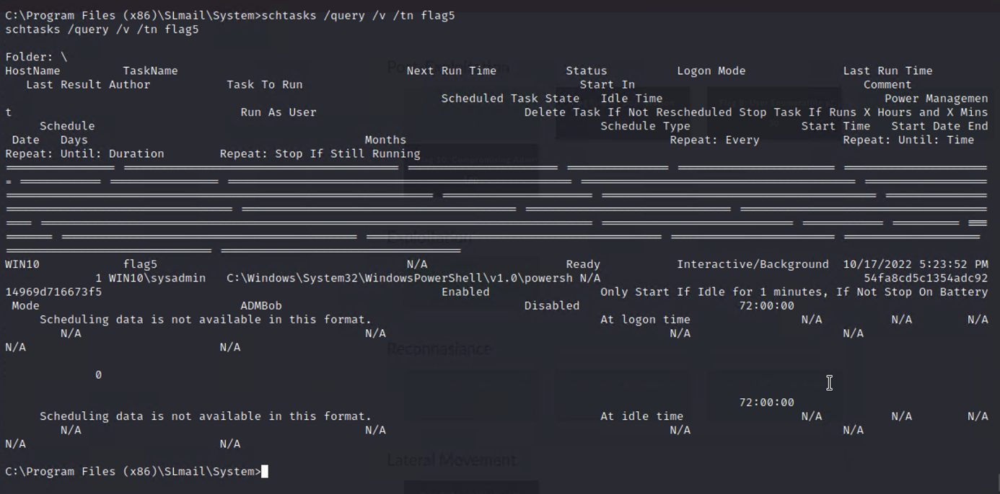 C:\Program Files (x86)\SLmail\System>schtasks /query /v /tn flag5
schtasks /query /v /tn flag5
Folder: \
HostName TaskName Next Run Time Status Logon Mode Last Run Time
Last Result Author Task To Run Start In Comment
Scheduled Task State Idle Time Power Managemen
t Run As User Delete Task If Not Rescheduled Stop Task If Runs X Hours and X Mins
Schedule Schedule Type Start Time Start Date End
Date Days Months Repeat: Every Repeat: Until: Time
Repeat: Until: Duration Repeat: Stop If Still Running
WIN10 flag5 N/A Ready Interactive/Background 10/17/2022 5:23:52 PM
1 WIN10\sysadmin C:\Windows\System32\WindowsPowerShell\v1.0\powersh N/A 54fa8cd5c1354adc92
14969d716673f5 Enabled Only Start If Idle for 1 minutes, If Not Stop On Battery
Mode ADMBob Disabled 72:00:00
Scheduling data is not available in this format. At logon time N/A N/A N/A
N/A N/A N/A N/A
N/A N/A
0
72:00:00
Scheduling data is not available in this format. At idle time N/A N/A N/A
N/A N/A N/A N/A
N/A N/A
C:\Program Files (x86)\SLmail\System>
Reconnasiance
Lateral Movement